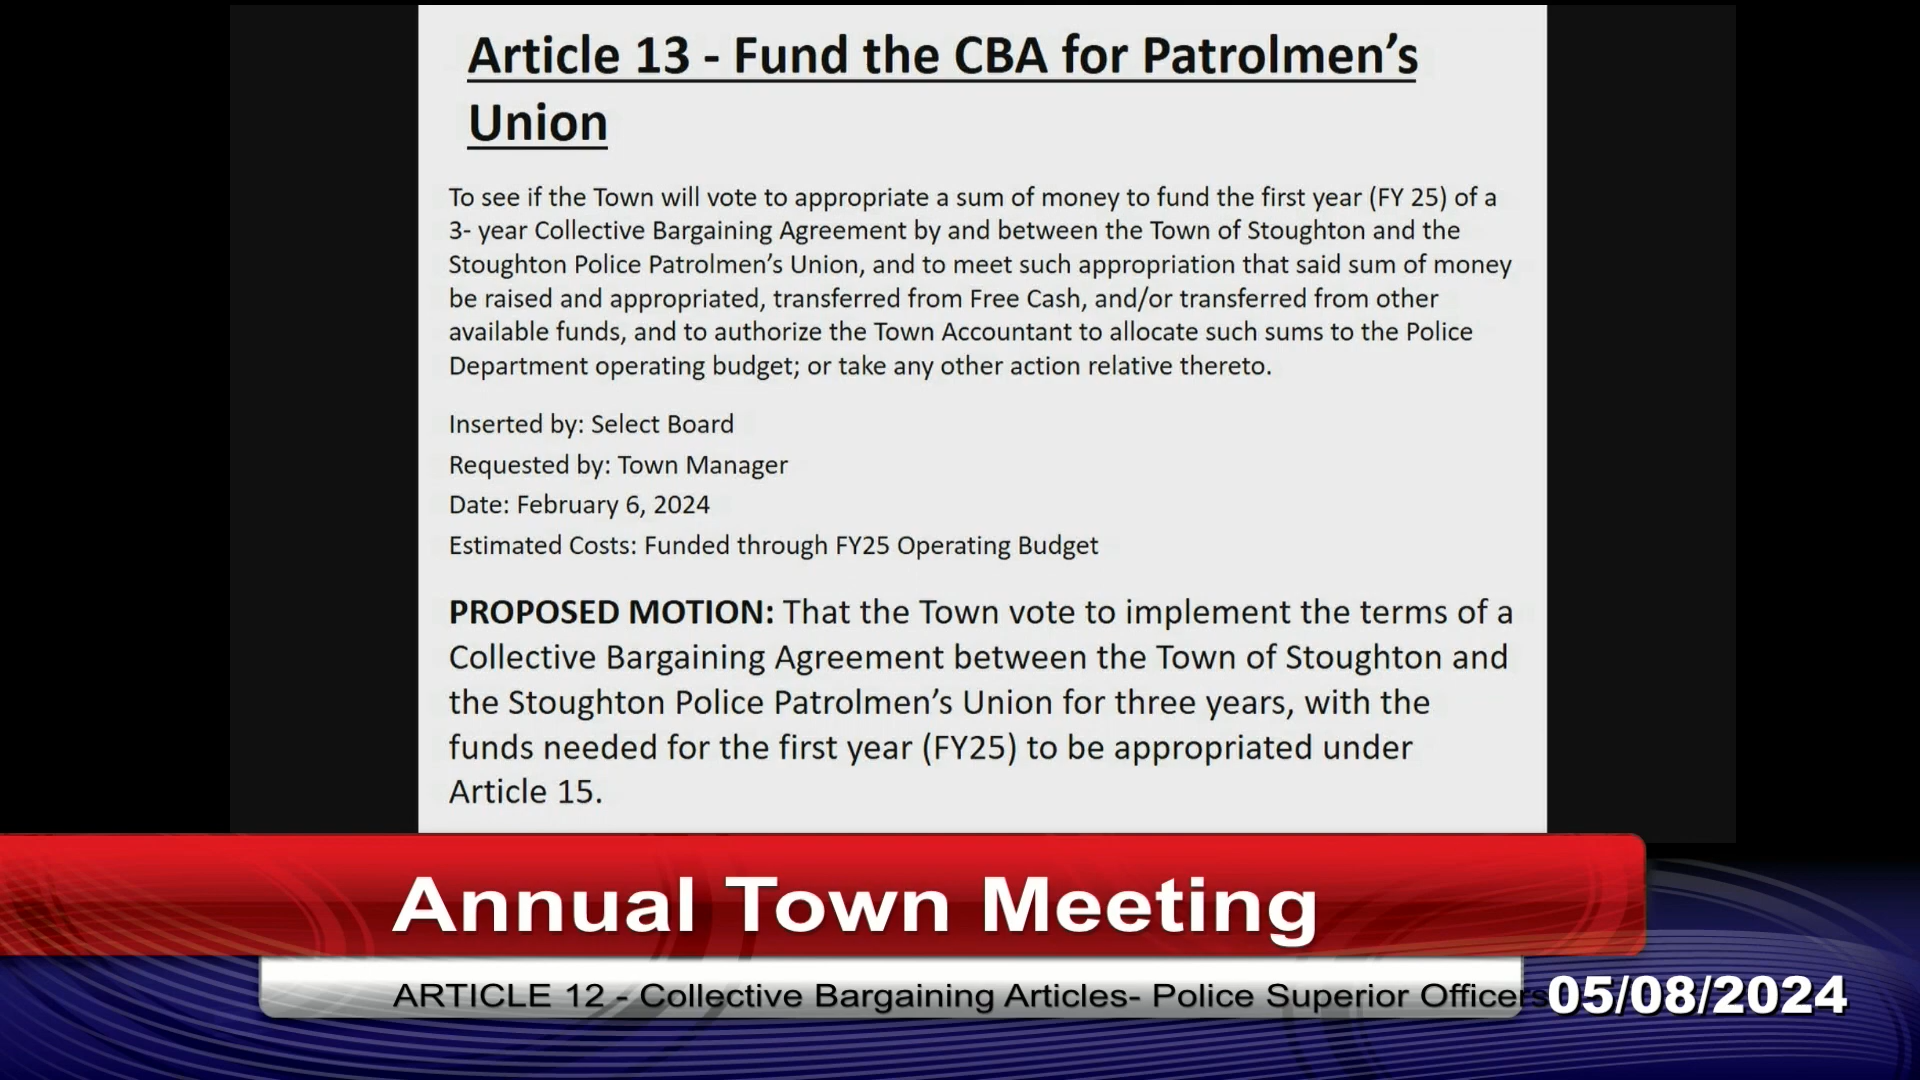 Article 13 - Fund the CBA for Patrolmen’s
Union
To see if the Town will vote to appropriate a sum of money to fund the first year (FY 25) of a
3- year Collective Bargaining Agreement by and between the Town of Stoughton and the
Stoughton Police Patrolmen’s Union, and to meet such appropriation that said sum of money
be raised and appropriated, transferred from Free Cash, and/or transferred from other
available funds, and to authorize the Town Accountant to allocate such sums to the Police
Department operating budget; or take any other action relative thereto.
Inserted by: Select Board
Requested by: Town Manager
Date: February 6, 2024
Estimated Costs: Funded through FY25 Operating Budget
PROPOSED MOTION: That the Town vote to implement the terms of a
Collective Bargaining Agreement between the Town of Stoughton and
the Stoughton Police Patrolmen’s Union for three years, with the
funds needed for the first year (FY25) to be appropriated under
Article 15.
Annual Town Meeting
ARTICLE 12 - Collective Bargaining Articles- Police Superior Officers
05/08/2024